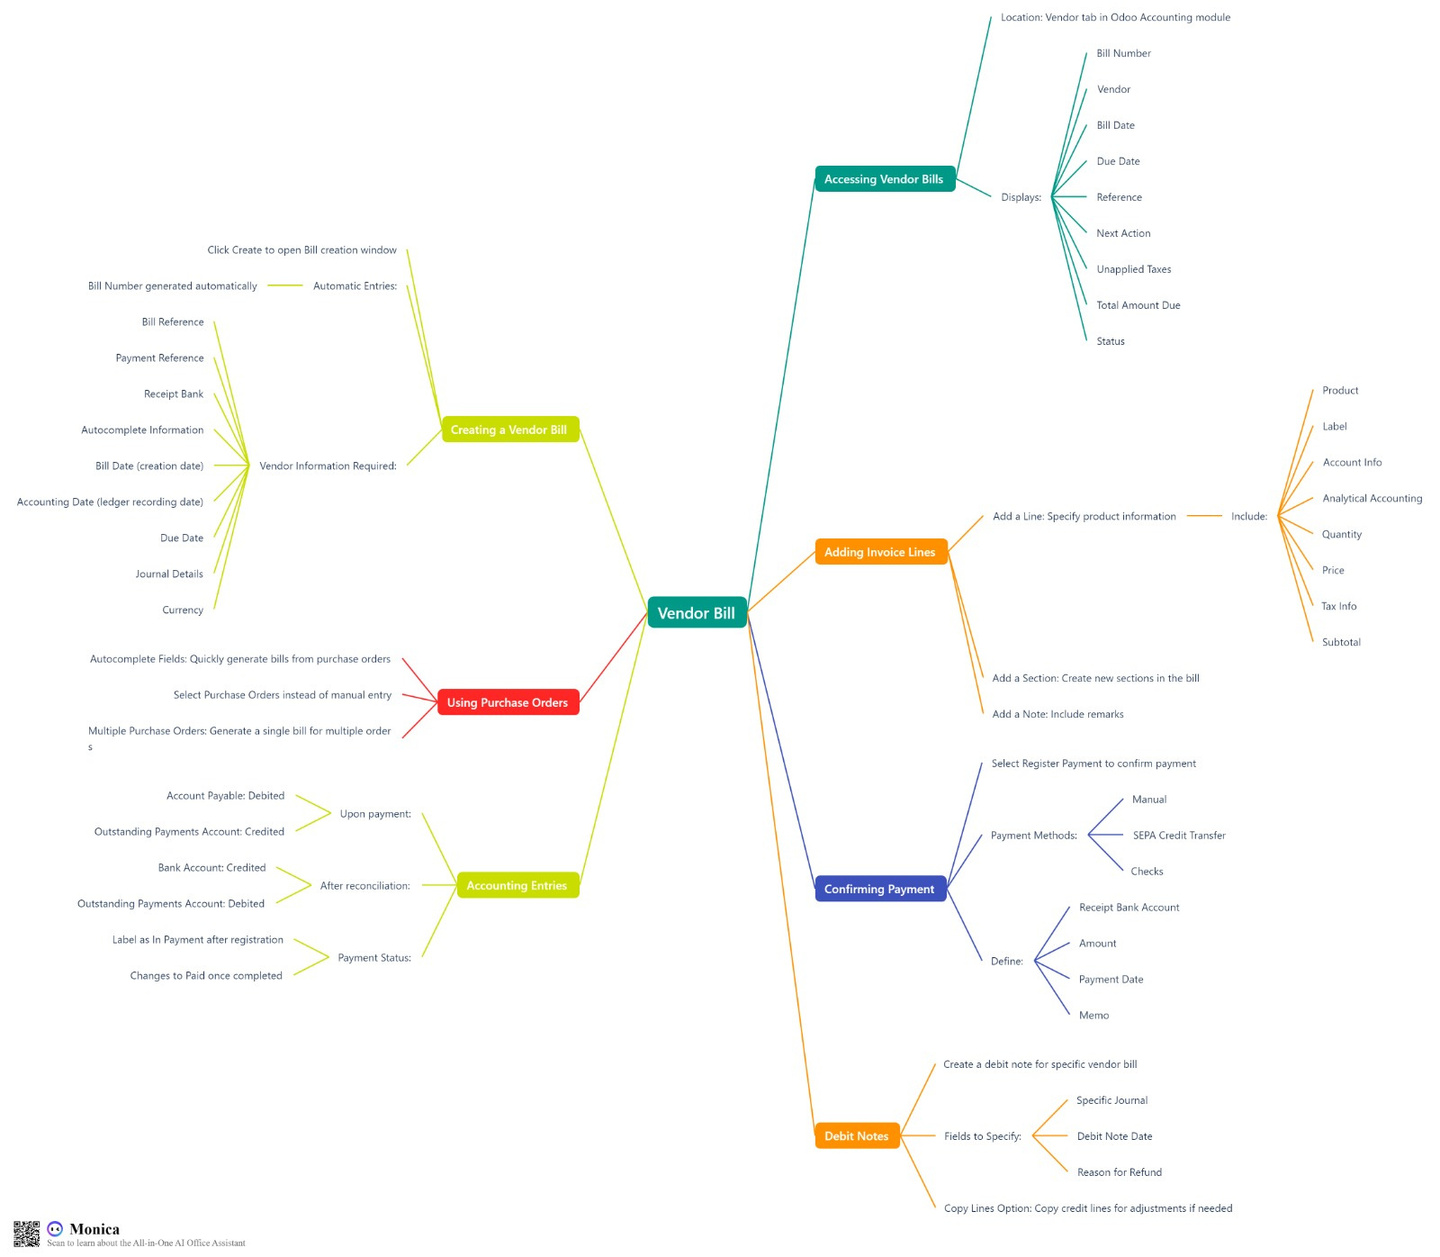 Vendor Bill
Accessing Vendor Bills
Location: Vendor tab in Odoo Accounting module
Displays:
Bill Number
Vendor
Bill Date
Due Date
Reference
Next Action
Unapplied Taxes
Total Amount Due
Status
Adding Invoice Lines
Add a Line: Specify product information
Include:
Product
Label
Account Info
Analytical Accounting
Quantity
Price
Tax Info
Subtotal
Add a Section: Create new sections in the bill
Add a Note: Include remarks
Confirming Payment
Select Register Payment to confirm payment
Payment Methods:
Manual
SEPA Credit Transfer
Checks
Define:
Receipt Bank Account
Amount
Payment Date
Memo
Debit Notes
Create a debit note for specific vendor bill
Fields to Specify:
Specific Journal
Debit Note Date
Reason for Refund
Copy Lines Option: Copy credit lines for adjustments if needed
Creating a Vendor Bill
Click Create to open Bill creation window
Automatic Entries:
Bill Number generated automatically
Vendor Information Required:
Bill Reference
Payment Reference
Receipt Bank
Autocomplete Information
Bill Date (creation date)
Accounting Date (ledger recording date)
Due Date
Journal Details
Currency
Using Purchase Orders
Autocomplete Fields: Quickly generate bills from purchase orders
Select Purchase Orders instead of manual entry
Multiple Purchase Orders: Generate a single bill for multiple order
s
Accounting Entries
Upon payment:
Account Payable: Debited
Outstanding Payments Account: Credited
After reconciliation:
Bank Account: Credited
Outstanding Payments Account: Debited
Payment Status:
Label as In Payment after registration
Changes to Paid once completed
Monica
Scan to learn about the All-in-One AI Office Assistant